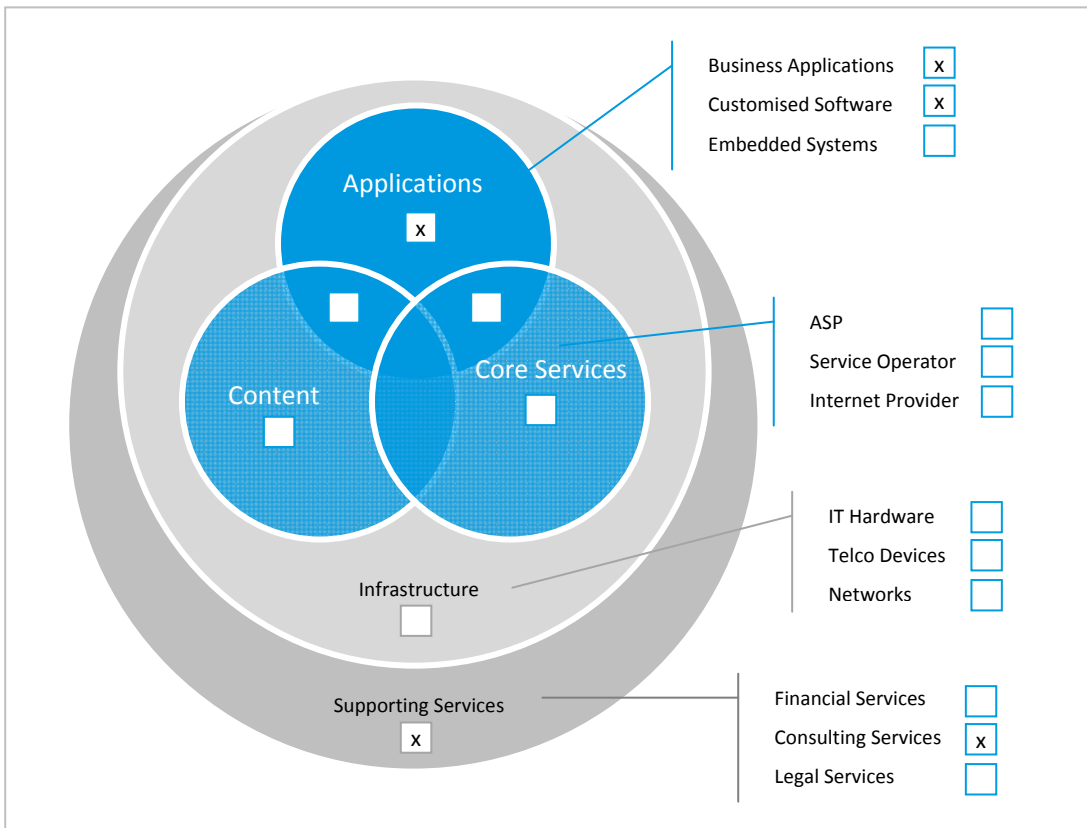 Business Applications x
Customised Software x
Embedded Systems
Applications
x
ASP
Service Operator
Internet Provider
Core Services
Content
IT Hardware
Telco Devices
Networks
Infrastructure
Supporting Services
x
Financial Services
Consulting Services x
Legal Services